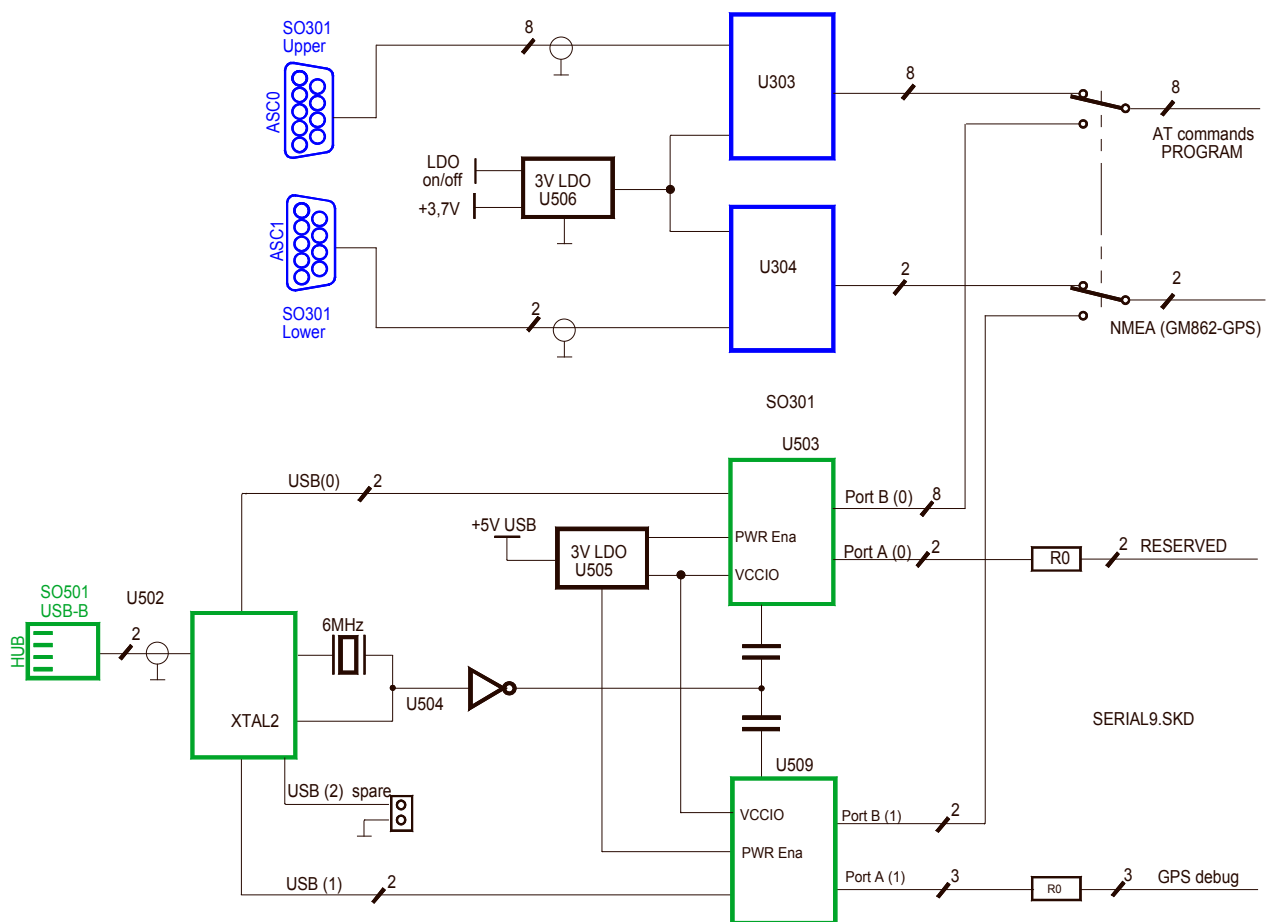 SO301
Upper
ASC0
8
U303
8
8
AT commands
PROGRAM
LDO
on/off
+3,7V
3V LDO
U506
ASC1
SO301
Lower
2
U304
2
2
NMEA (GM862-GPS)
SO301
U503
USB(0)
2
Port B (0)
8
+5V USB
3V LDO
U505
PWR Ena
VCCIO
Port A (0)
2
R0
2
RESERVED
SO501
USB-B
HUB
2
U502
6MHz
XTAL2
U504
SERIAL9.SKD
U509
USB (2) spare
VCCIO
PWR Ena
Port B (1)
2
USB (1)
2
Port A (1)
3
R0
3
GPS debug